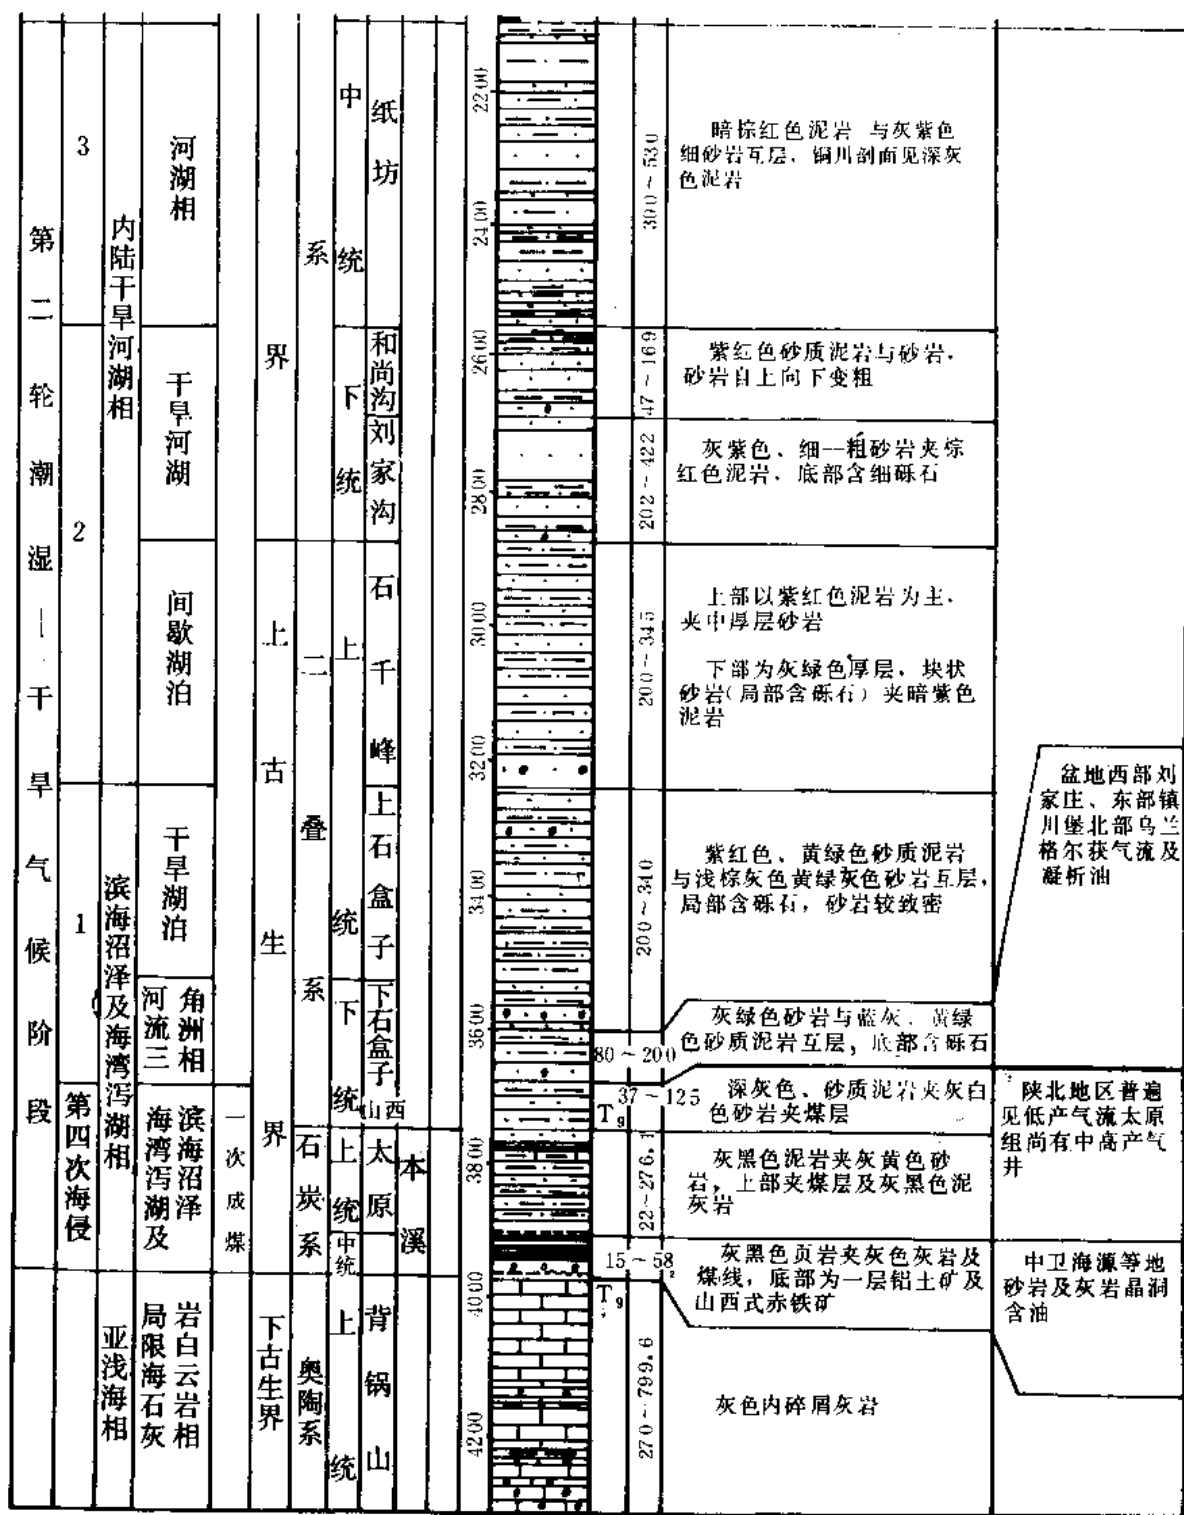 第二轮潮湿—干旱气候阶段
3
2
1
第四次海侵
内陆干旱河湖相
滨海沼泽及海湾泻湖相
亚浅海相
河湖相
干旱河湖
间歇湖泊
干旱湖泊
河流三
角洲相
海湾泻湖及
滨海沼泽
局限海石灰
岩白云岩相
一次成煤
界
上古生界
下古生界
系
二叠系
石炭系
奥陶系
中统
下统
上统
下统
上统
中统
上统
纸坊
和尚沟
刘家沟
石千峰
上石盒子
下石盒子
山西
太原
本溪
背锅山
2200
2400
2600
2800
3000
3200
3400
3600
3800
4000
4200
300~530
47~169
202~422
200~345
200~340
80~200
37~125
T9
22~276.1
15~58
T9
270~799.6
暗棕红色泥岩 与灰紫色
细砂岩互层，铜川剖面见深灰
色泥岩
紫红色砂质泥岩与砂岩，
砂岩自上向下变粗
灰紫色、细--粗砂岩夹棕
红色泥岩，底部含细砾石
上部以紫红色泥岩为主，
夹中厚层砂岩
下部为灰绿色厚层，块状
砂岩(局部含砾石)夹暗紫色
泥岩
紫红色、黄绿色砂质泥岩
与浅棕灰色黄绿灰色砂岩互层，
局部含砾石，砂岩较致密
灰绿色砂岩与蓝灰、黄绿
色砂质泥岩互层，底部含砾石
深灰色、砂质泥岩夹灰白
色砂岩夹煤层
灰黑色泥岩夹灰黄色砂
岩，上部夹煤层及灰黑色泥
灰岩
灰黑色页岩夹灰色灰岩及
煤线，底部为一层铝土矿及
山西式赤铁矿
灰色内碎屑灰岩
盆地西部刘
家庄、东部镇
川堡北部乌兰
格尔获气流及
凝析油
陕北地区普遍
见低产气流太原
组尚有中高产气
井
中卫海源等地
砂岩及灰岩晶洞
含油